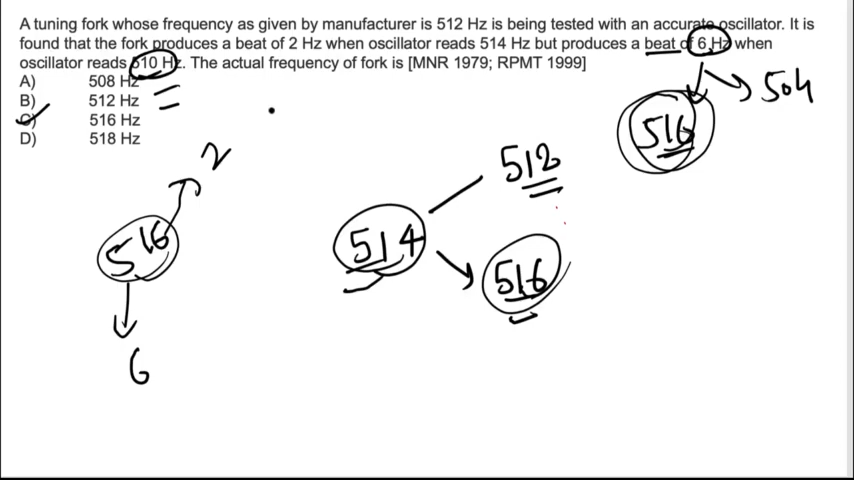 A tuning fork whose frequency as given by manufacturer is 512 Hz is being tested with an accurate oscillator. It is
found that the fork produces a beat of 2 Hz when oscillator reads 514 Hz but produces a beat of 6 Hz when
oscillator reads 510 Hz. The actual frequency of fork is [MNR 1979; RPMT 1999]
A) 508 Hz
B) 512 Hz
C) 516 Hz
D) 518 Hz
504
516
2
512
516
514
516
6